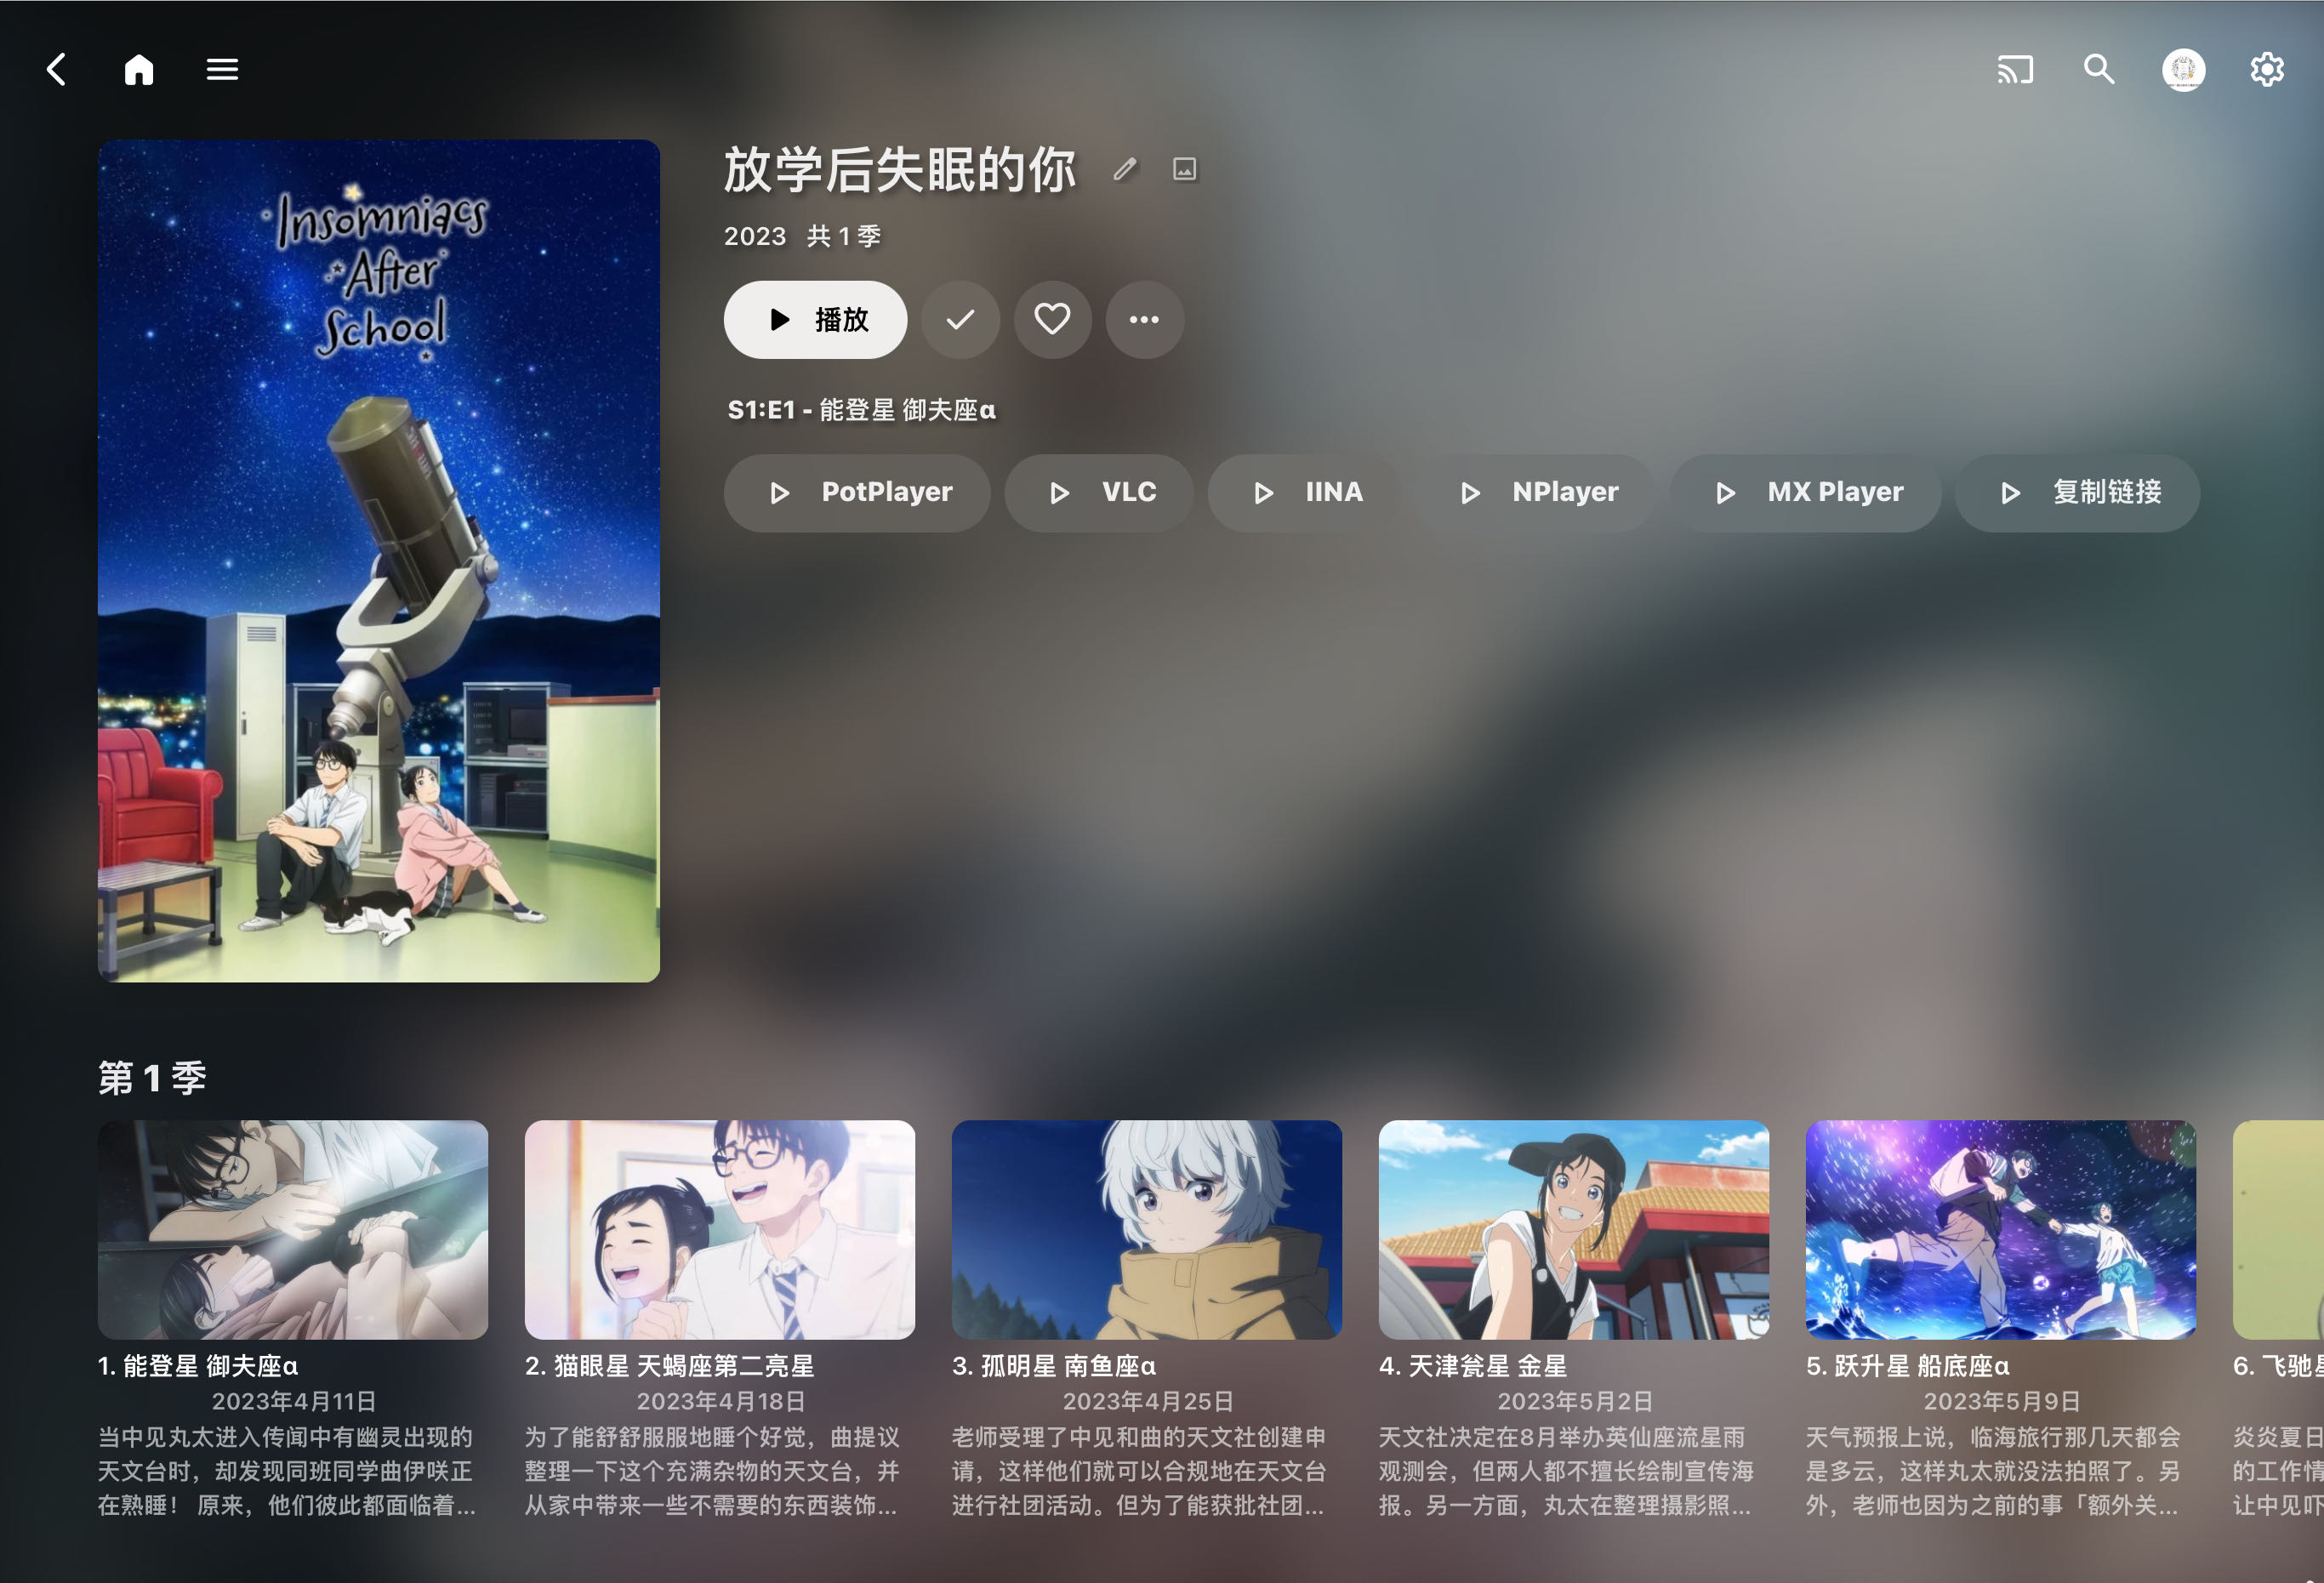 放学后失眠的你
2023 共 1 季
播放
S1:E1 - 能登星 御夫座α
PotPlayer
VLC
IINA
NPlayer
MX Player
复制链接
Insomniacs
After
School
第 1 季
1. 能登星 御夫座α
2023年4月11日
当中见丸太进入传闻中有幽灵出现的
天文台时，却发现同班同学曲伊咲正
在熟睡！ 原来，他们彼此都面临着...
2. 猫眼星 天蝎座第二亮星
2023年4月18日
为了能舒舒服服地睡个好觉，曲提议
整理一下这个充满杂物的天文台，并
从家中带来一些不需要的东西装饰...
3. 孤明星 南鱼座α
2023年4月25日
老师受理了中见和曲的天文社创建申
请，这样他们就可以合规地在天文台
进行社团活动。但为了能获批社团...
4. 天津瓮星 金星
2023年5月2日
天文社决定在8月举办英仙座流星雨
观测会，但两人都不擅长绘制宣传海
报。另一方面，丸太在整理摄影照...
5. 跃升星 船底座α
2023年5月9日
天气预报上说，临海旅行那几天都会
是多云，这样丸太就没法拍照了。另
外，老师也因为之前的事「额外关...
6. 飞驰
炎炎夏日
的工作情
让中见吓